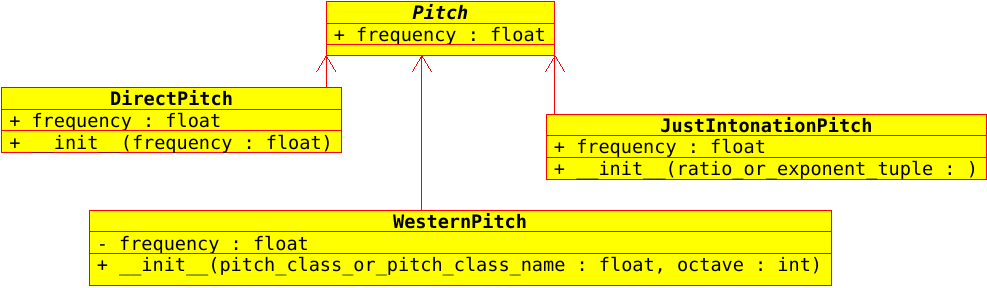 Pitch
+ frequency : float
DirectPitch
+ frequency : float
+ __init__(frequency : float)
JustIntonationPitch
+ frequency : float
+ __init__(ratio_or_exponent_tuple : )
WesternPitch
- frequency : float
+ __init__(pitch_class_or_pitch_class_name : float, octave : int)